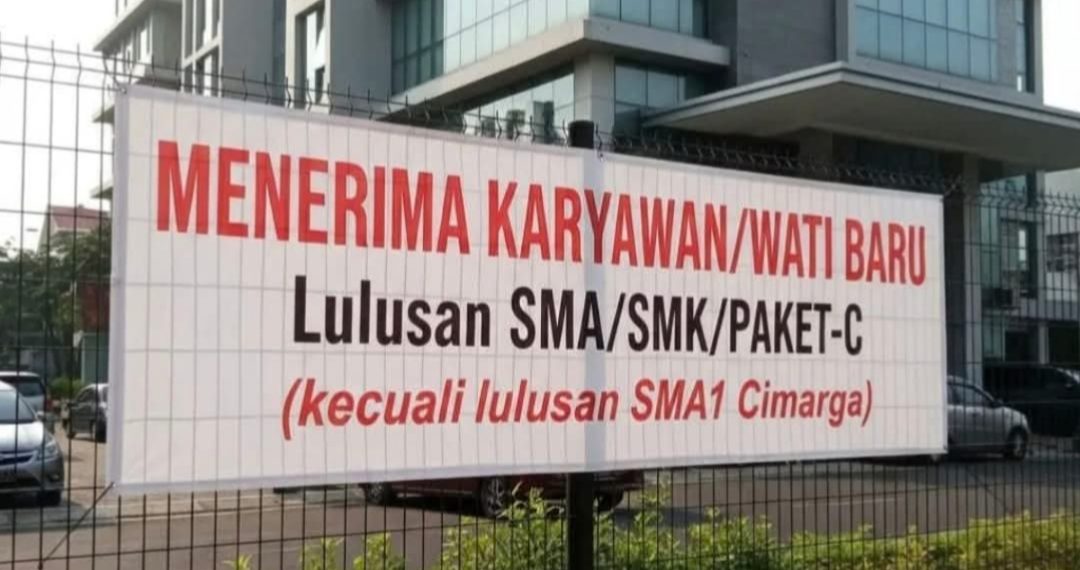 MENERIMA KARYAWAN/WATI BARU
Lulusan SMA/SMK/PAKET-C
(kecuali lulusan SMA1 Cimarga)